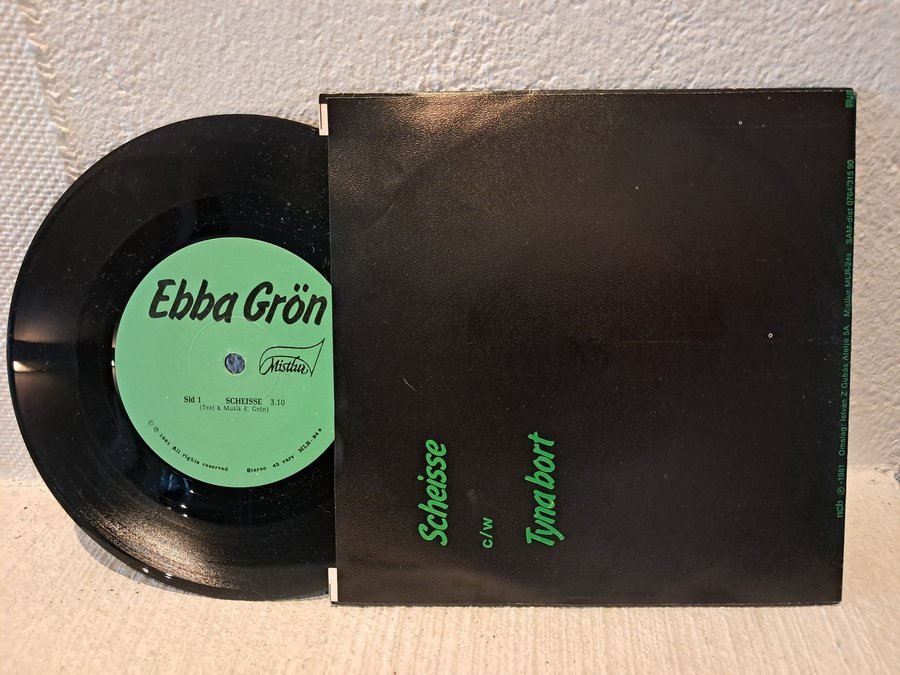 Ebba Grön
Mistlur
Sid 1 SCHEISSE 3.10
(Text & Musik E. Grön)
© ℗ 1981 All rights reserved Stereo 45 varv MLR-24s
Scheisse
c/w
Tyna bort
ncb ℗-1981 Omslag: Istvan Z Gubás Ateljé 5A Mistlur MLR-24s SAM-dist 0764/315 90